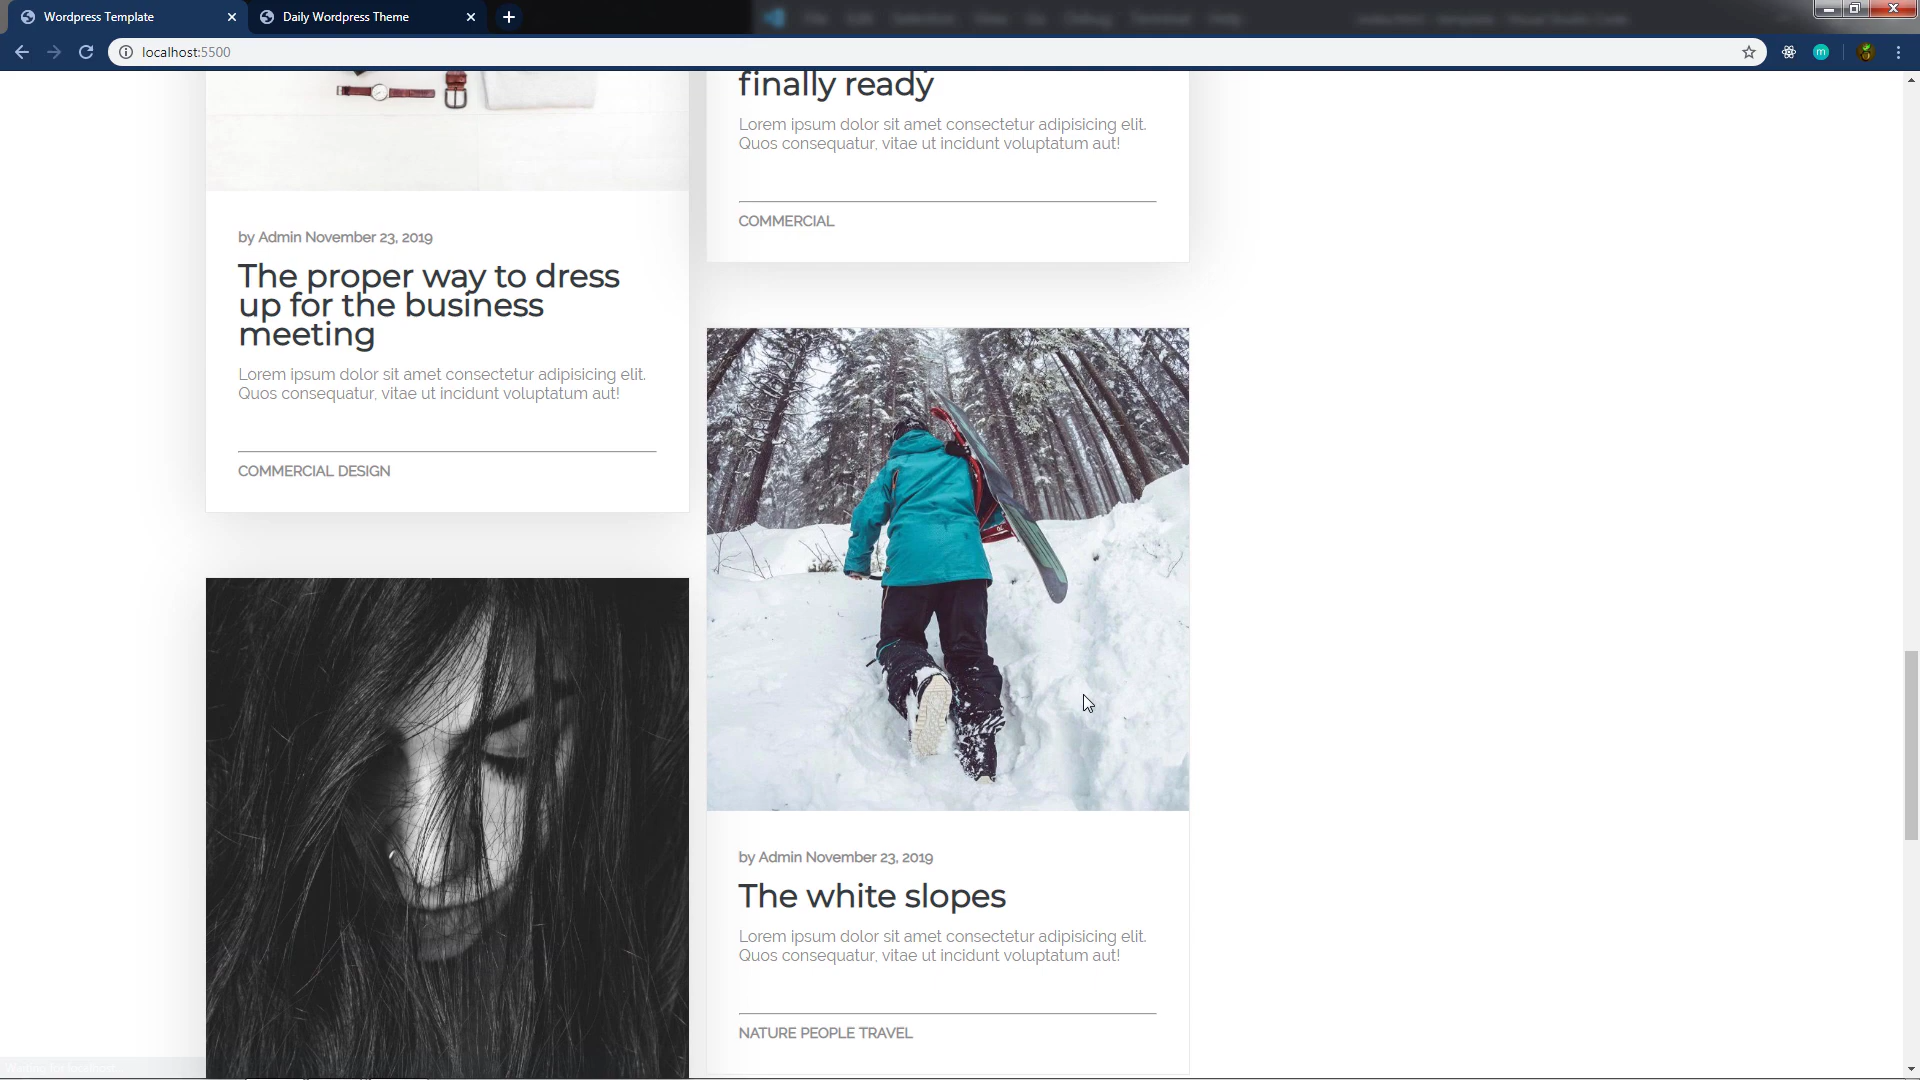 Wordpress Template
Daily Wordpress Theme
localhost:5500
m
finally ready
Lorem ipsum dolor sit amet consectetur adipisicing elit.
Quos consequatur, vitae ut incidunt voluptatum aut!
COMMERCIAL
by Admin November 23, 2019
The proper way to dress
up for the business
meeting
Lorem ipsum dolor sit amet consectetur adipisicing elit.
Quos consequatur, vitae ut incidunt voluptatum aut!
COMMERCIAL DESIGN
by Admin November 23, 2019
The white slopes
Lorem ipsum dolor sit amet consectetur adipisicing elit.
Quos consequatur, vitae ut incidunt voluptatum aut!
NATURE PEOPLE TRAVEL